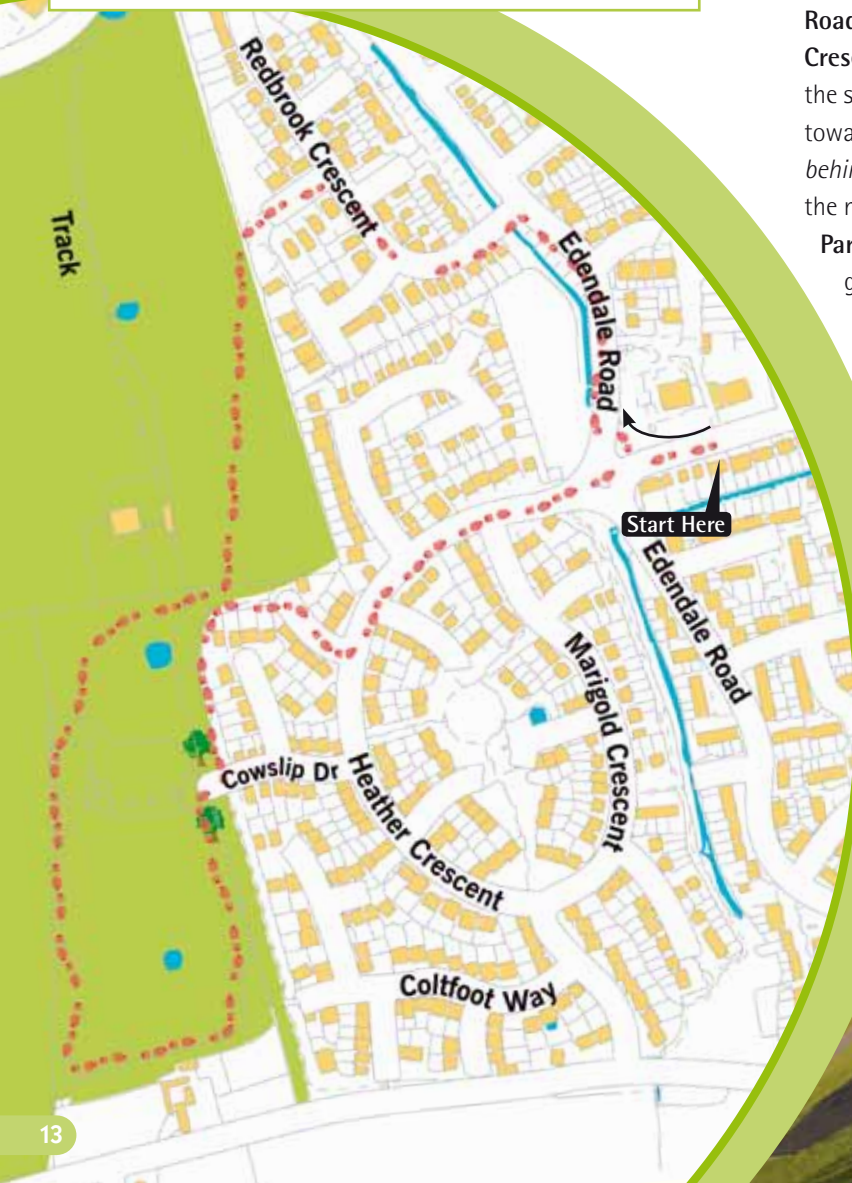 Road
Cresc
the s
towa
behin
the r
Par
g
Redbrook Crescent
Track
Edendale Road
Start Here
Edendale Road
Marigold Crescent
Cowslip Dr
Heather Crescent
Coltfoot Way
13